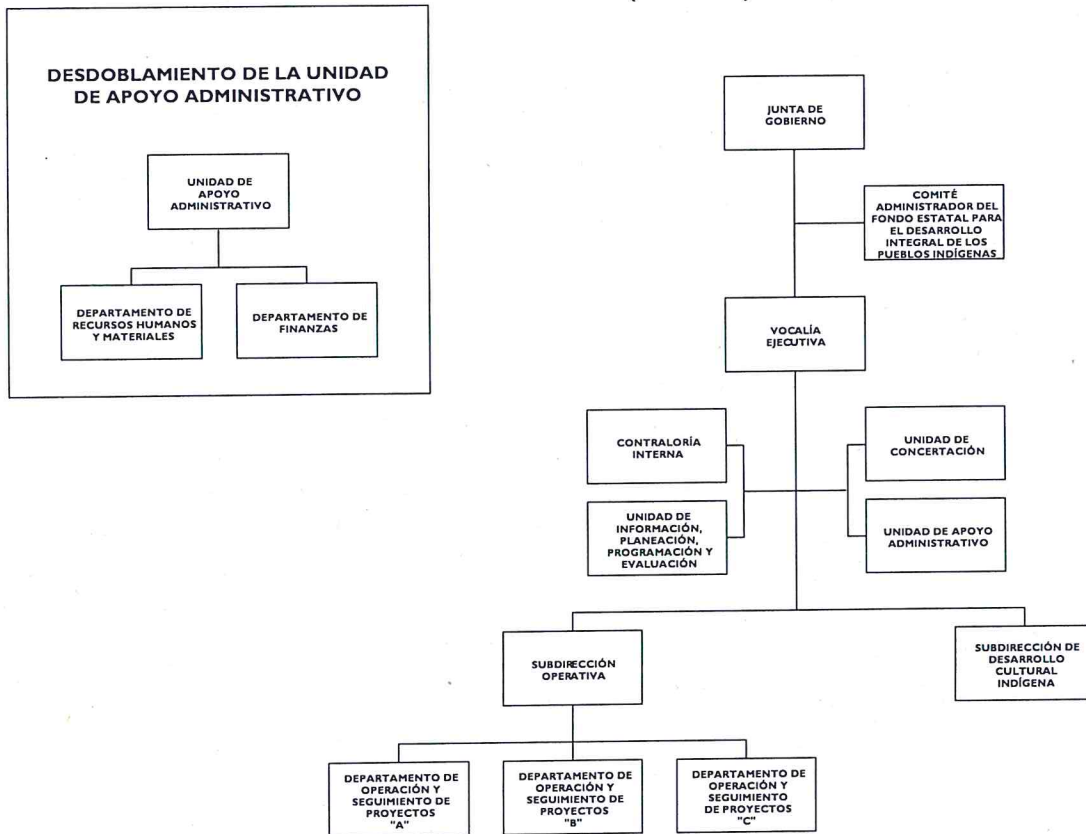 DESDOBLAMIENTO DE LA UNIDAD
DE APOYO ADMINISTRATIVO
UNIDAD DE
APOYO
ADMINISTRATIVO
DEPARTAMENTO DE
RECURSOS HUMANOS
Y MATERIALES
DEPARTAMENTO DE
FINANZAS
JUNTA DE
GOBIERNO
COMITÉ
ADMINISTRADOR DEL
FONDO ESTATAL PARA
EL DESARROLLO
INTEGRAL DE LOS
PUEBLOS INDÍGENAS
VOCALÍA
EJECUTIVA
CONTRALORÍA
INTERNA
UNIDAD DE
CONCERTACIÓN
UNIDAD DE
INFORMACIÓN,
PLANEACIÓN,
PROGRAMACIÓN Y
EVALUACIÓN
UNIDAD DE APOYO
ADMINISTRATIVO
SUBDIRECCIÓN
OPERATIVA
SUBDIRECCIÓN DE
DESARROLLO
CULTURAL
INDÍGENA
DEPARTAMENTO DE
OPERACIÓN Y
SEGUIMIENTO DE
PROYECTOS
"A"
DEPARTAMENTO DE
OPERACIÓN Y
SEGUIMIENTO DE
PROYECTOS
"B"
DEPARTAMENTO DE
OPERACIÓN Y
SEGUIMIENTO
DE PROYECTOS
"C"